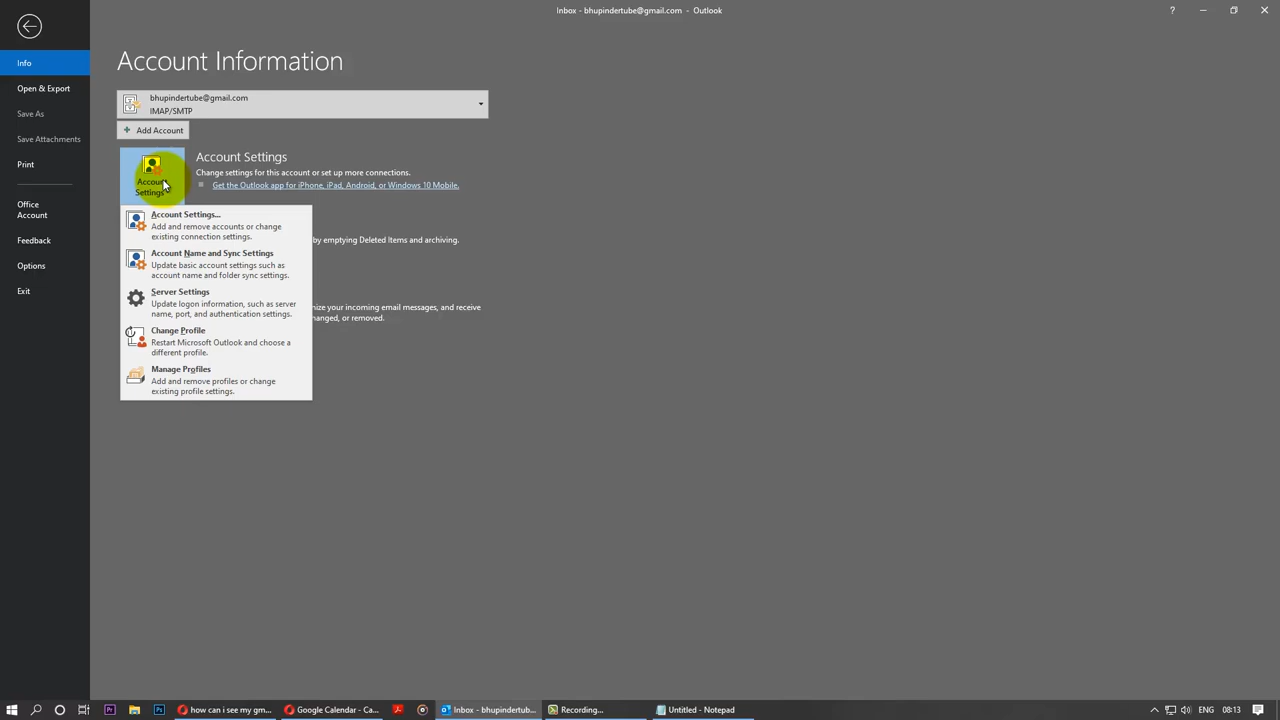 Inbox - bhupindertube@gmail.com - Outlook
?
Account Information
Info
Open & Export
Save As
Save Attachments
Print
Office
Account
Feedback
Options
Exit
bhupindertube@gmail.com
IMAP/SMTP
Add Account
Account
Settings
Account Settings
Change settings for this account or set up more connections.
Get the Outlook app for iPhone, iPad, Android, or Windows 10 Mobile.
Account Settings...
Add and remove accounts or change
existing connection settings.
by emptying Deleted Items and archiving.
Account Name and Sync Settings
Update basic account settings such as
account name and folder sync settings.
Server Settings
Update logon information, such as server
name, port, and authentication settings.
nize your incoming email messages, and receive
hanged, or removed.
Change Profile
Restart Microsoft Outlook and choose a
different profile.
Manage Profiles
Add and remove profiles or change
existing profile settings.
Pr
Ps
how can i see my gm...
Google Calendar - Ca...
Inbox - bhupindertub...
Recording...
Untitled - Notepad
ENG
08:13